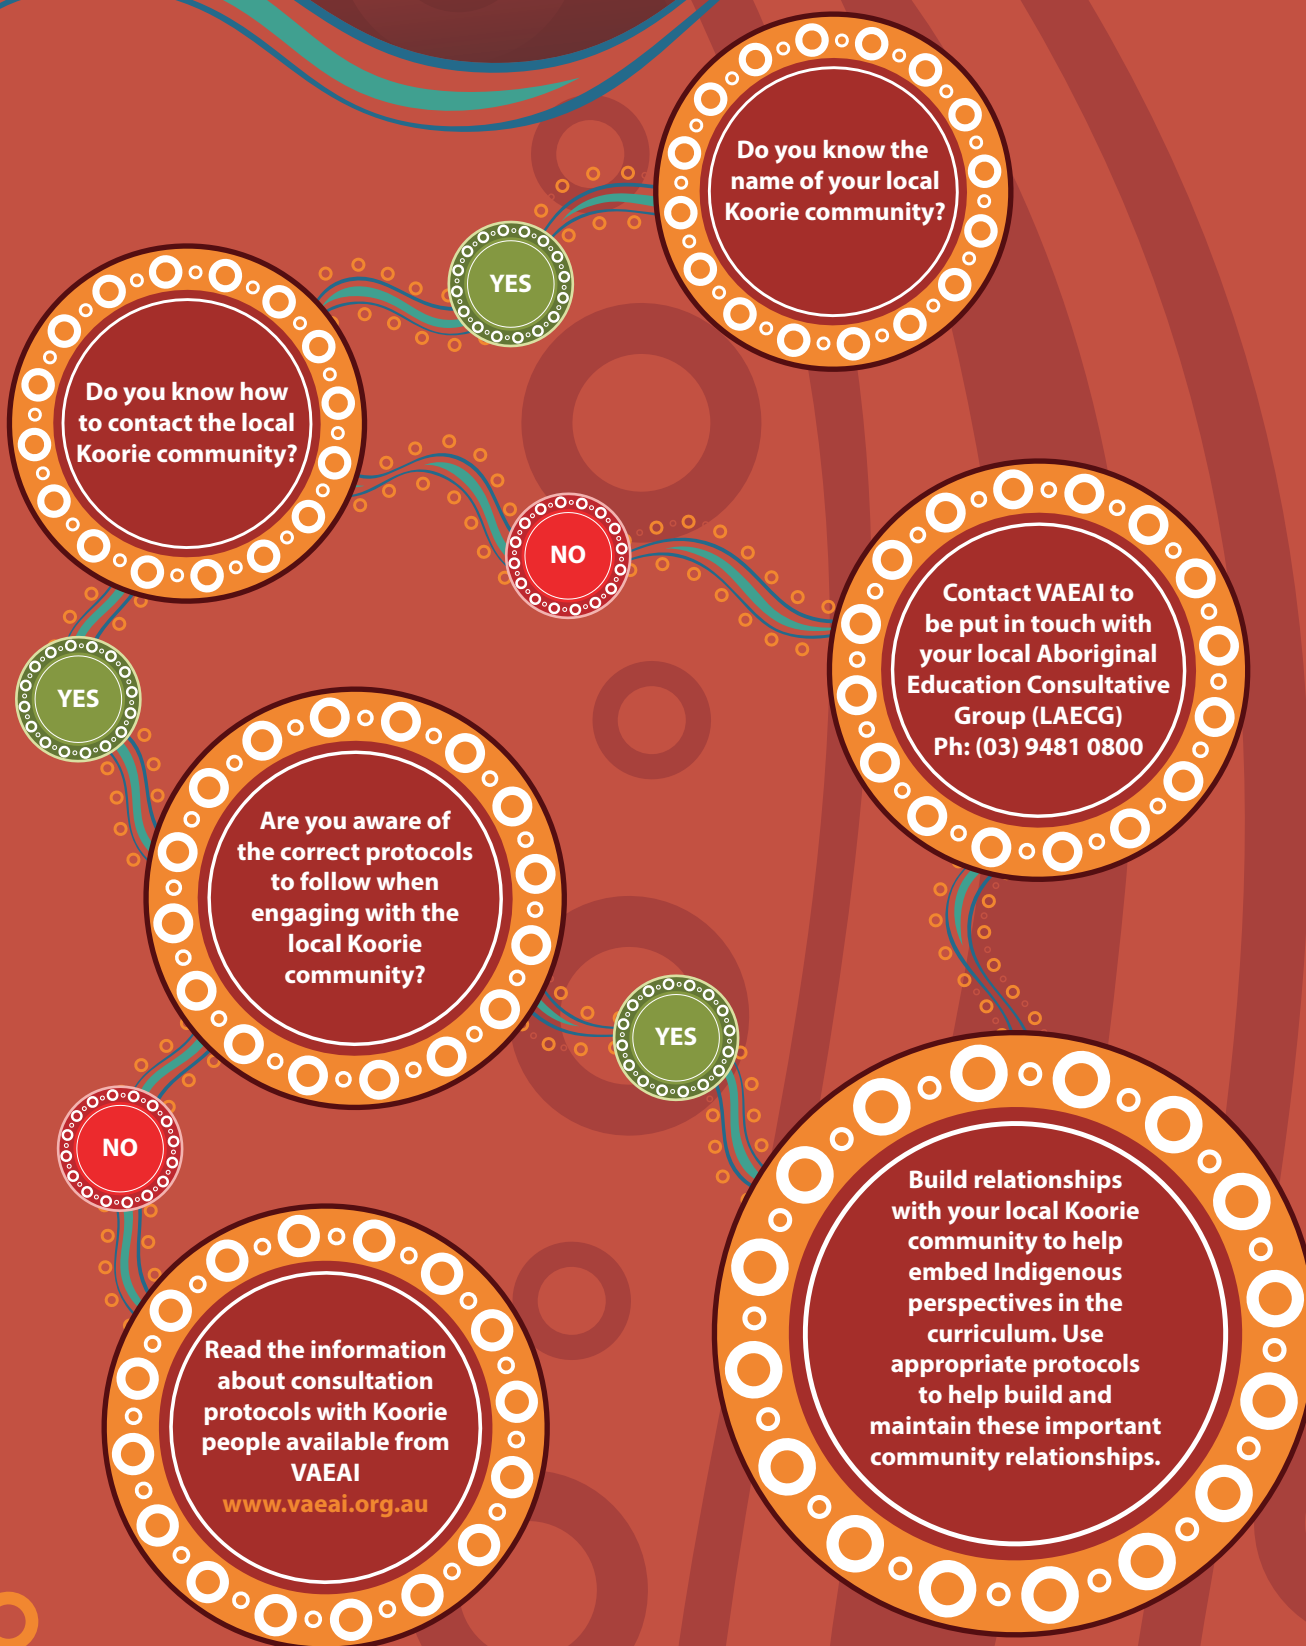 Do you know the
name of your local
Koorie community?
YES
Do you know how
to contact the local
Koorie community?
NO
Contact VAEAI to
be put in touch with
your local Aboriginal
Education Consultative
Group (LAECG)
Ph: (03) 9481 0800
YES
Are you aware of
the correct protocols
to follow when
engaging with the
local Koorie
community?
YES
NO
Build relationships
with your local Koorie
community to help
embed Indigenous
perspectives in the
curriculum. Use
appropriate protocols
to help build and
maintain these important
community relationships.
Read the information
about consultation
protocols with Koorie
people available from
VAEAI
www.vaeai.org.au